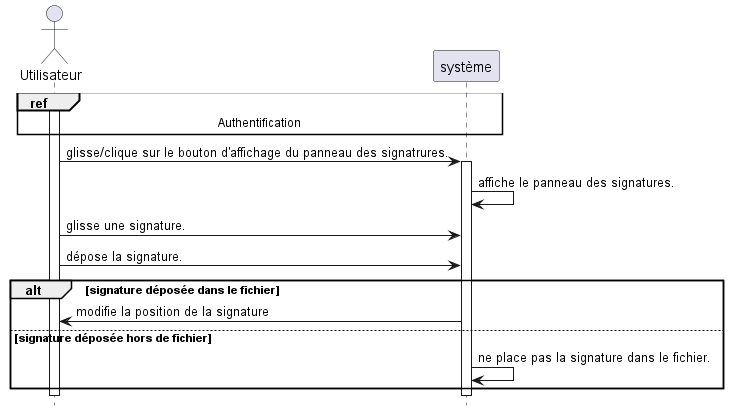 Utilisateur
système
ref
Authentification
glisse/clique sur le bouton d'affichage du panneau des signatrures.
affiche le panneau des signatures.
glisse une signature.
dépose la signature.
alt [signature déposée dans le fichier]
modifie la position de la signature
[signature déposée hors de fichier]
ne place pas la signature dans le fichier.